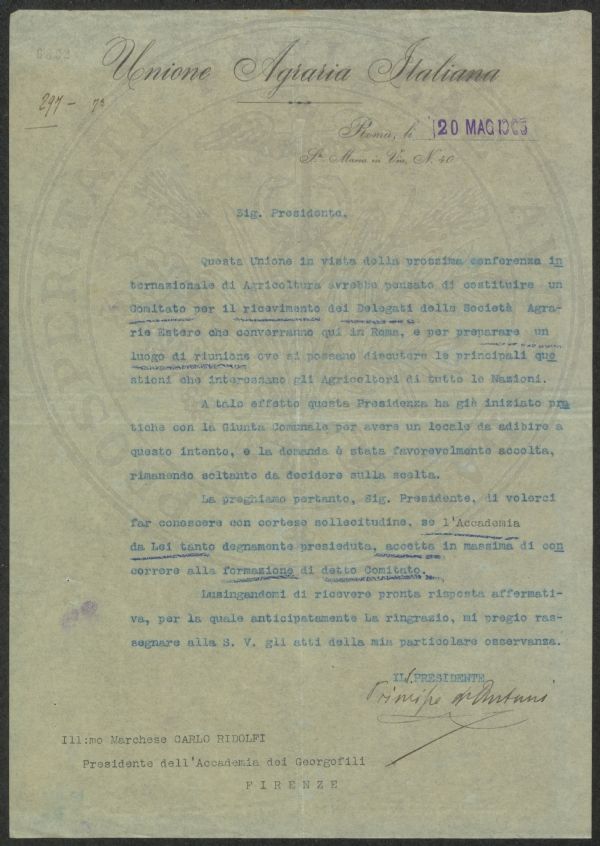 Unione Agraria Italiana
297 - 73
Roma, li 20 MAG 1905
Sta Maria in Via, N. 40
Sig. Presidente,
Questa Unione in vista della prossima conferenza in
ternazionale di Agricoltura avrebbe pensato di costituire un
Comitato per il ricevimento dei Delegati delle Società Agra-
rie Estere che converranno qui in Roma, e per preparare un
luogo di riunione ove si possano discutere le principali que
stioni che interessano gli Agricoltori di tutte le Nazioni.
A tale effetto questa Presidenza ha già iniziato pra
tiche con la Giunta Comunale per avere un locale da adibire a
questo intento, e la domanda è stata favorevolmente accolta,
rimanendo soltanto da decidere sulla scelta.
La preghiamo pertanto, Sig. Presidente, di volerci
far conoscere con cortese sollecitudine, se l'Accademia
da Lei tanto degnamente presieduta, accetta in massima di con
correre alla formazione di detto Comitato.
Lusingandomi di ricevere pronta risposta affermati-
va, per la quale anticipatamente La ringrazio, mi pregio ras-
segnare alla S. V. gli atti della mia particolare osservanza.
IL PRESIDENTE
Principe d'Antuni
Ill:mo Marchese CARLO RIDOLFI
Presidente dell'Accademia dei Georgofili
FIRENZE